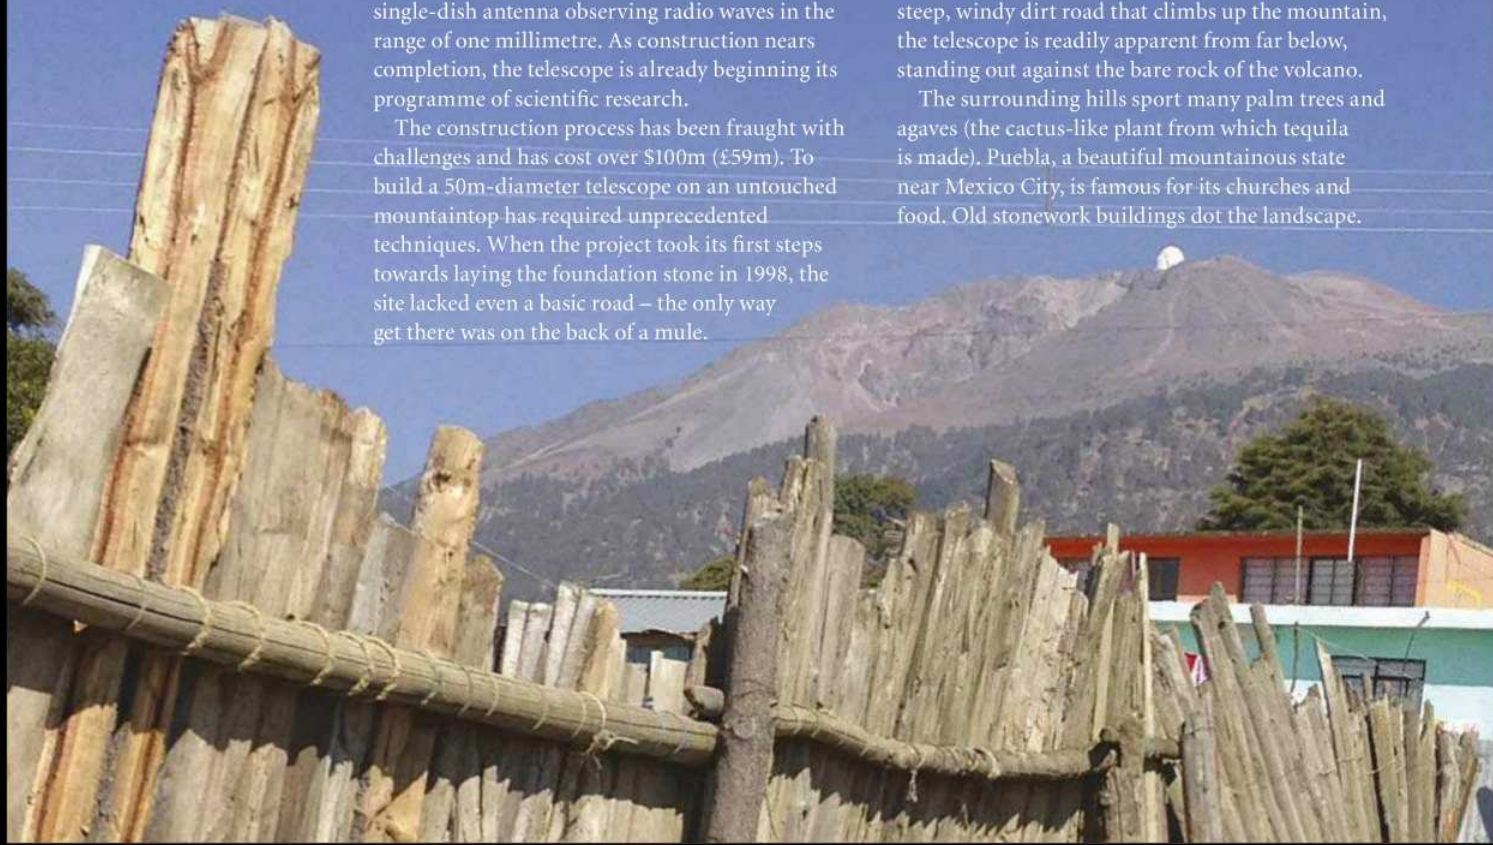 single-dish antenna observing radio waves in the
range of one millimetre. As construction nears
completion, the telescope is already beginning its
programme of scientific research.
The construction process has been fraught with
challenges and has cost over $100m (£59m). To
build a 50m-diameter telescope on an untouched
mountaintop has required unprecedented
techniques. When the project took its first steps
towards laying the foundation stone in 1998, the
site lacked even a basic road – the only way
get there was on the back of a mule.
steep, windy dirt road that climbs up the mountain,
the telescope is readily apparent from far below,
standing out against the bare rock of the volcano.
The surrounding hills sport many palm trees and
agaves (the cactus-like plant from which tequila
is made). Puebla, a beautiful mountainous state
near Mexico City, is famous for its churches and
food. Old stonework buildings dot the landscape.